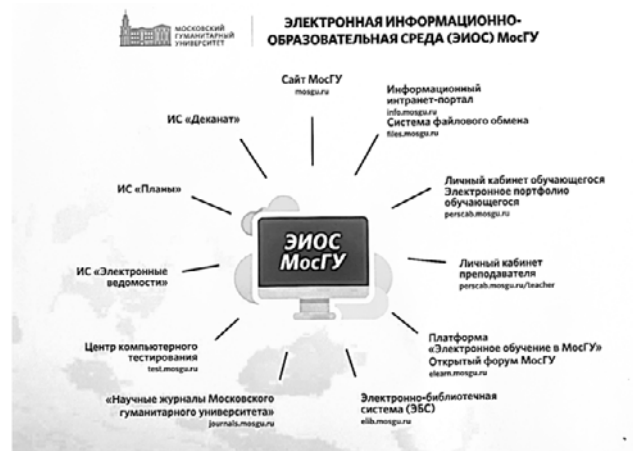 МОСКОВСКИЙ
ГУМАНИТАРНЫЙ
УНИВЕРСИТЕТ
ЭЛЕКТРОННАЯ ИНФОРМАЦИОННО-
ОБРАЗОВАТЕЛЬНАЯ СРЕДА (ЭИОС) МосГУ
Сайт МосГУ
mosgu.ru
Информационный
интранет-портал
info.mosgu.ru
Система файлового обмена
files.mosgu.ru
ИС «Деканат»
Личный кабинет обучающегося
Электронное портфолио
обучающегося
perscab.mosgu.ru
ИС «Планы»
ЭИОС
МосГУ
Личный кабинет
преподавателя
perscab.mosgu.ru/teacher
ИС «Электронные
ведомости»
Платформа
«Электронное обучение в МосГУ»
Открытый форум МосГУ
elearn.mosgu.ru
Центр компьютерного
тестирования
test.mosgu.ru
Электронно-библиотечная
система (ЭБС)
elib.mosgu.ru
«Научные журналы Московского
гуманитарного университета»
journals.mosgu.ru